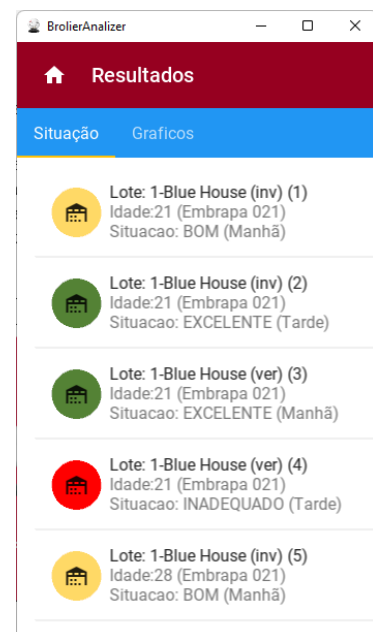 BrolierAnalizer
Resultados
Situação Graficos
Lote: 1-Blue House (inv) (1)
Idade:21 (Embrapa 021)
Situacao: BOM (Manhã)
Lote: 1-Blue House (inv) (2)
Idade:21 (Embrapa 021)
Situacao: EXCELENTE (Tarde)
Lote: 1-Blue House (ver) (3)
Idade:21 (Embrapa 021)
Situacao: EXCELENTE (Manhã)
Lote: 1-Blue House (ver) (4)
Idade:21 (Embrapa 021)
Situacao: INADEQUADO (Tarde)
Lote: 1-Blue House (inv) (5)
Idade:28 (Embrapa 021)
Situacao: BOM (Manhã)